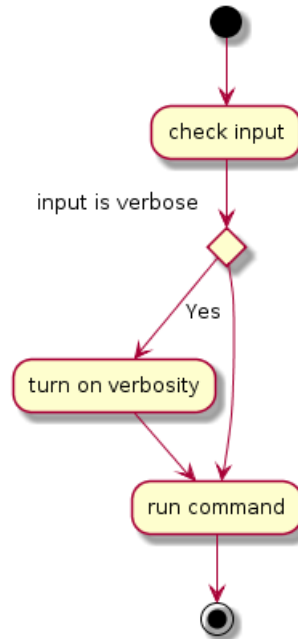 check input
input is verbose
Yes
turn on verbosity
run command